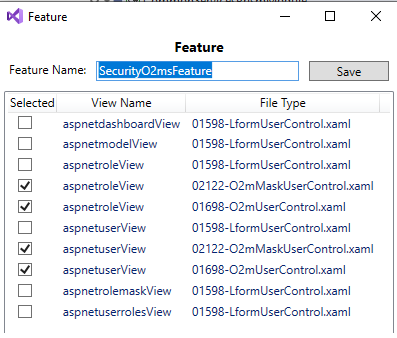 Feature
Feature
Feature Name: SecurityO2msFeature Save
Selected View Name File Type
aspnetdashboardView 01598-LformUserControl.xaml
aspnetmodelView 01598-LformUserControl.xaml
aspnetroleView 01598-LformUserControl.xaml
aspnetroleView 02122-O2mMaskUserControl.xaml
aspnetroleView 01698-O2mUserControl.xaml
aspnetuserView 01598-LformUserControl.xaml
aspnetuserView 02122-O2mMaskUserControl.xaml
aspnetuserView 01698-O2mUserControl.xaml
aspnetrolemaskView 01598-LformUserControl.xaml
aspnetuserrolesView 01598-LformUserControl.xaml